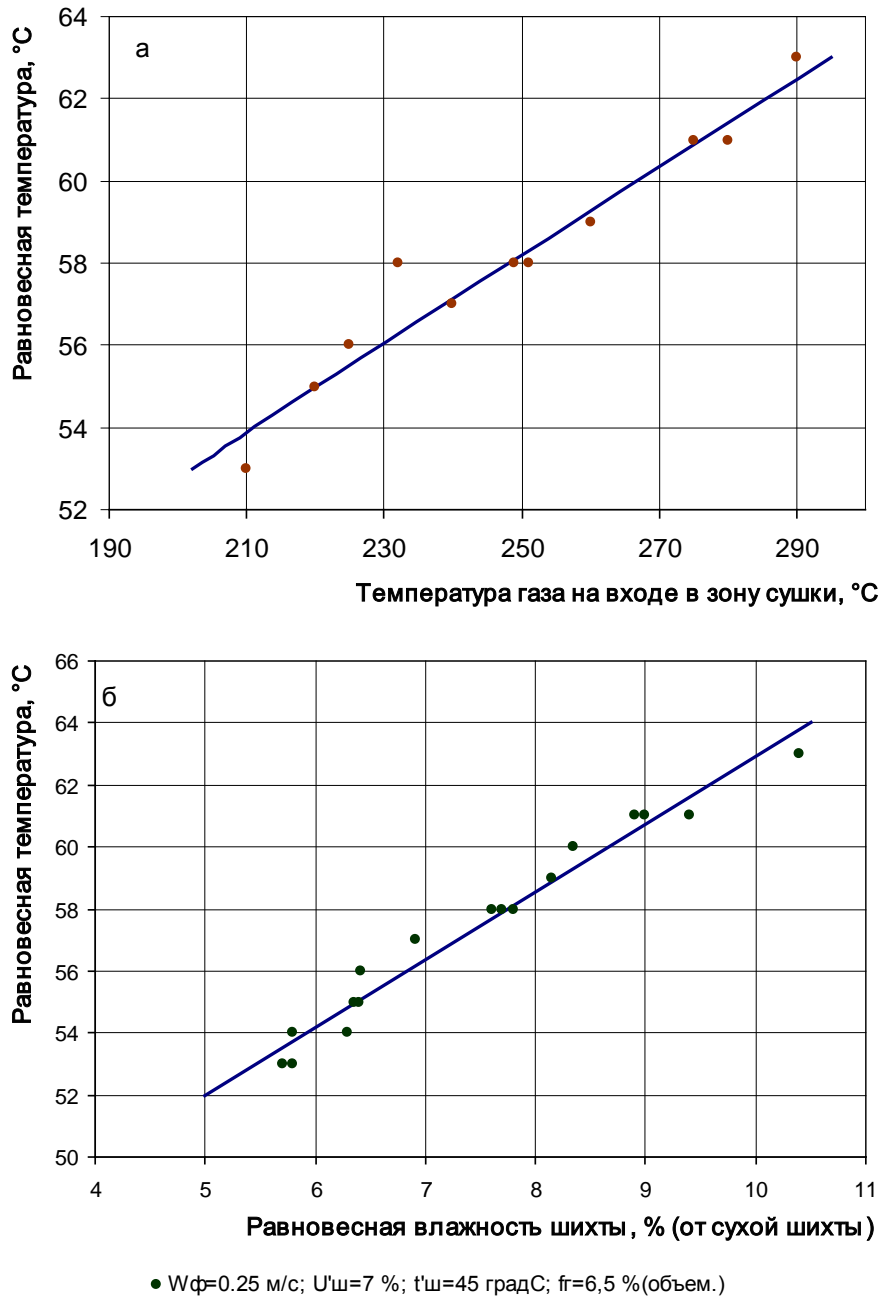 64
62
60
58
56
54
52
Равновесная температура, °С
а
190 210 230 250 270 290
Температура газа на входе в зону сушки, °С
66
64
62
60
58
56
54
52
50
Равновесная температура, °С
б
4 5 6 7 8 9 10 11
Равновесная влажность шихты, % (от сухой шихты)
Wф=0.25 м/с; U'ш=7 %; t'ш=45 градС; fг=6,5 %(объем.)